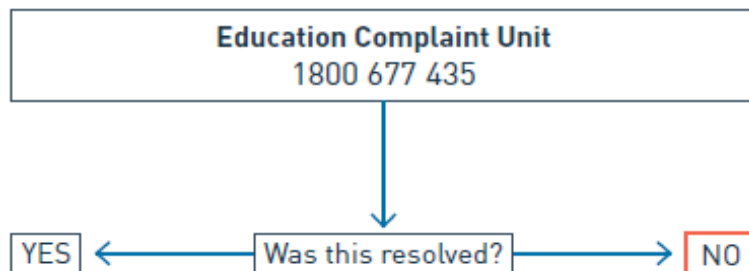 Education Complaint Unit
1800 677 435
YES
Was this resolved?
NO